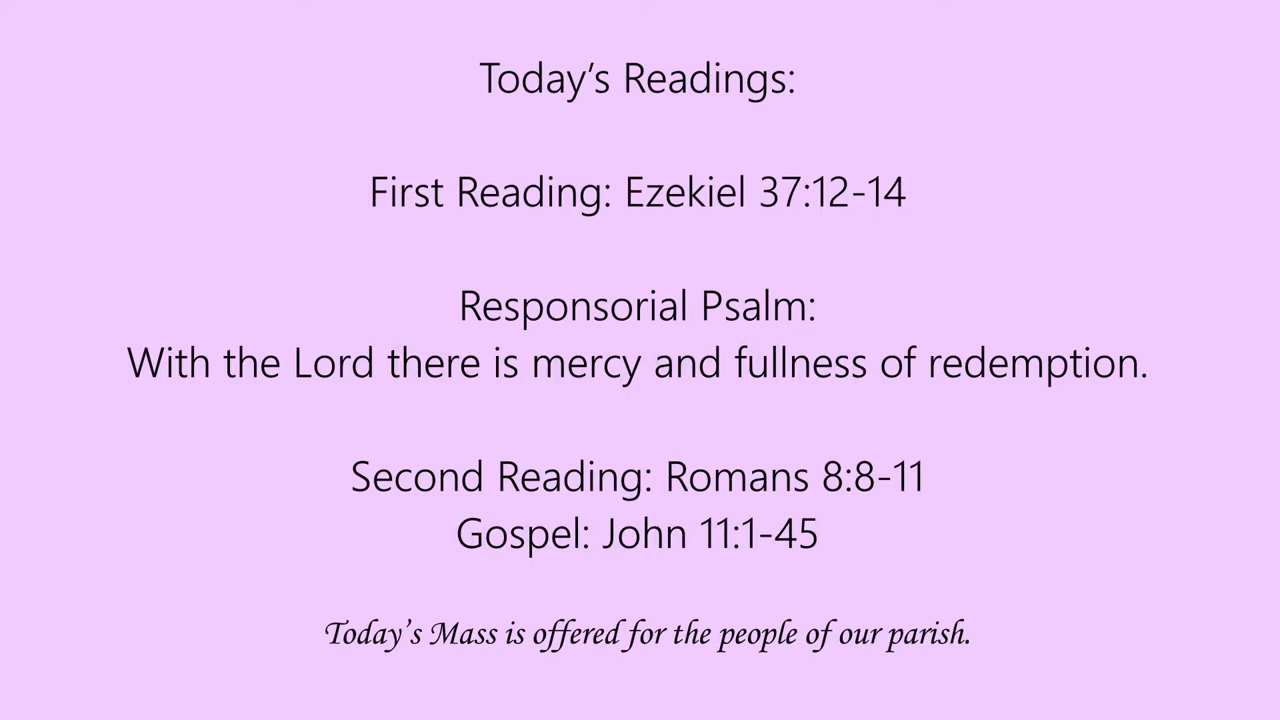 Today’s Readings:
First Reading: Ezekiel 37:12-14
Responsorial Psalm:
With the Lord there is mercy and fullness of redemption.
Second Reading: Romans 8:8-11
Gospel: John 11:1-45
Today’s Mass is offered for the people of our parish.